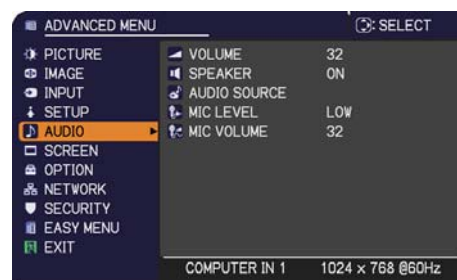 ADVANCED MENU
: SELECT
PICTURE
IMAGE
INPUT
SETUP
AUDIO
SCREEN
OPTION
NETWORK
SECURITY
EASY MENU
EXIT
VOLUME 32
SPEAKER ON
AUDIO SOURCE
MIC LEVEL LOW
MIC VOLUME 32
COMPUTER IN 1 1024 x 768 @60Hz